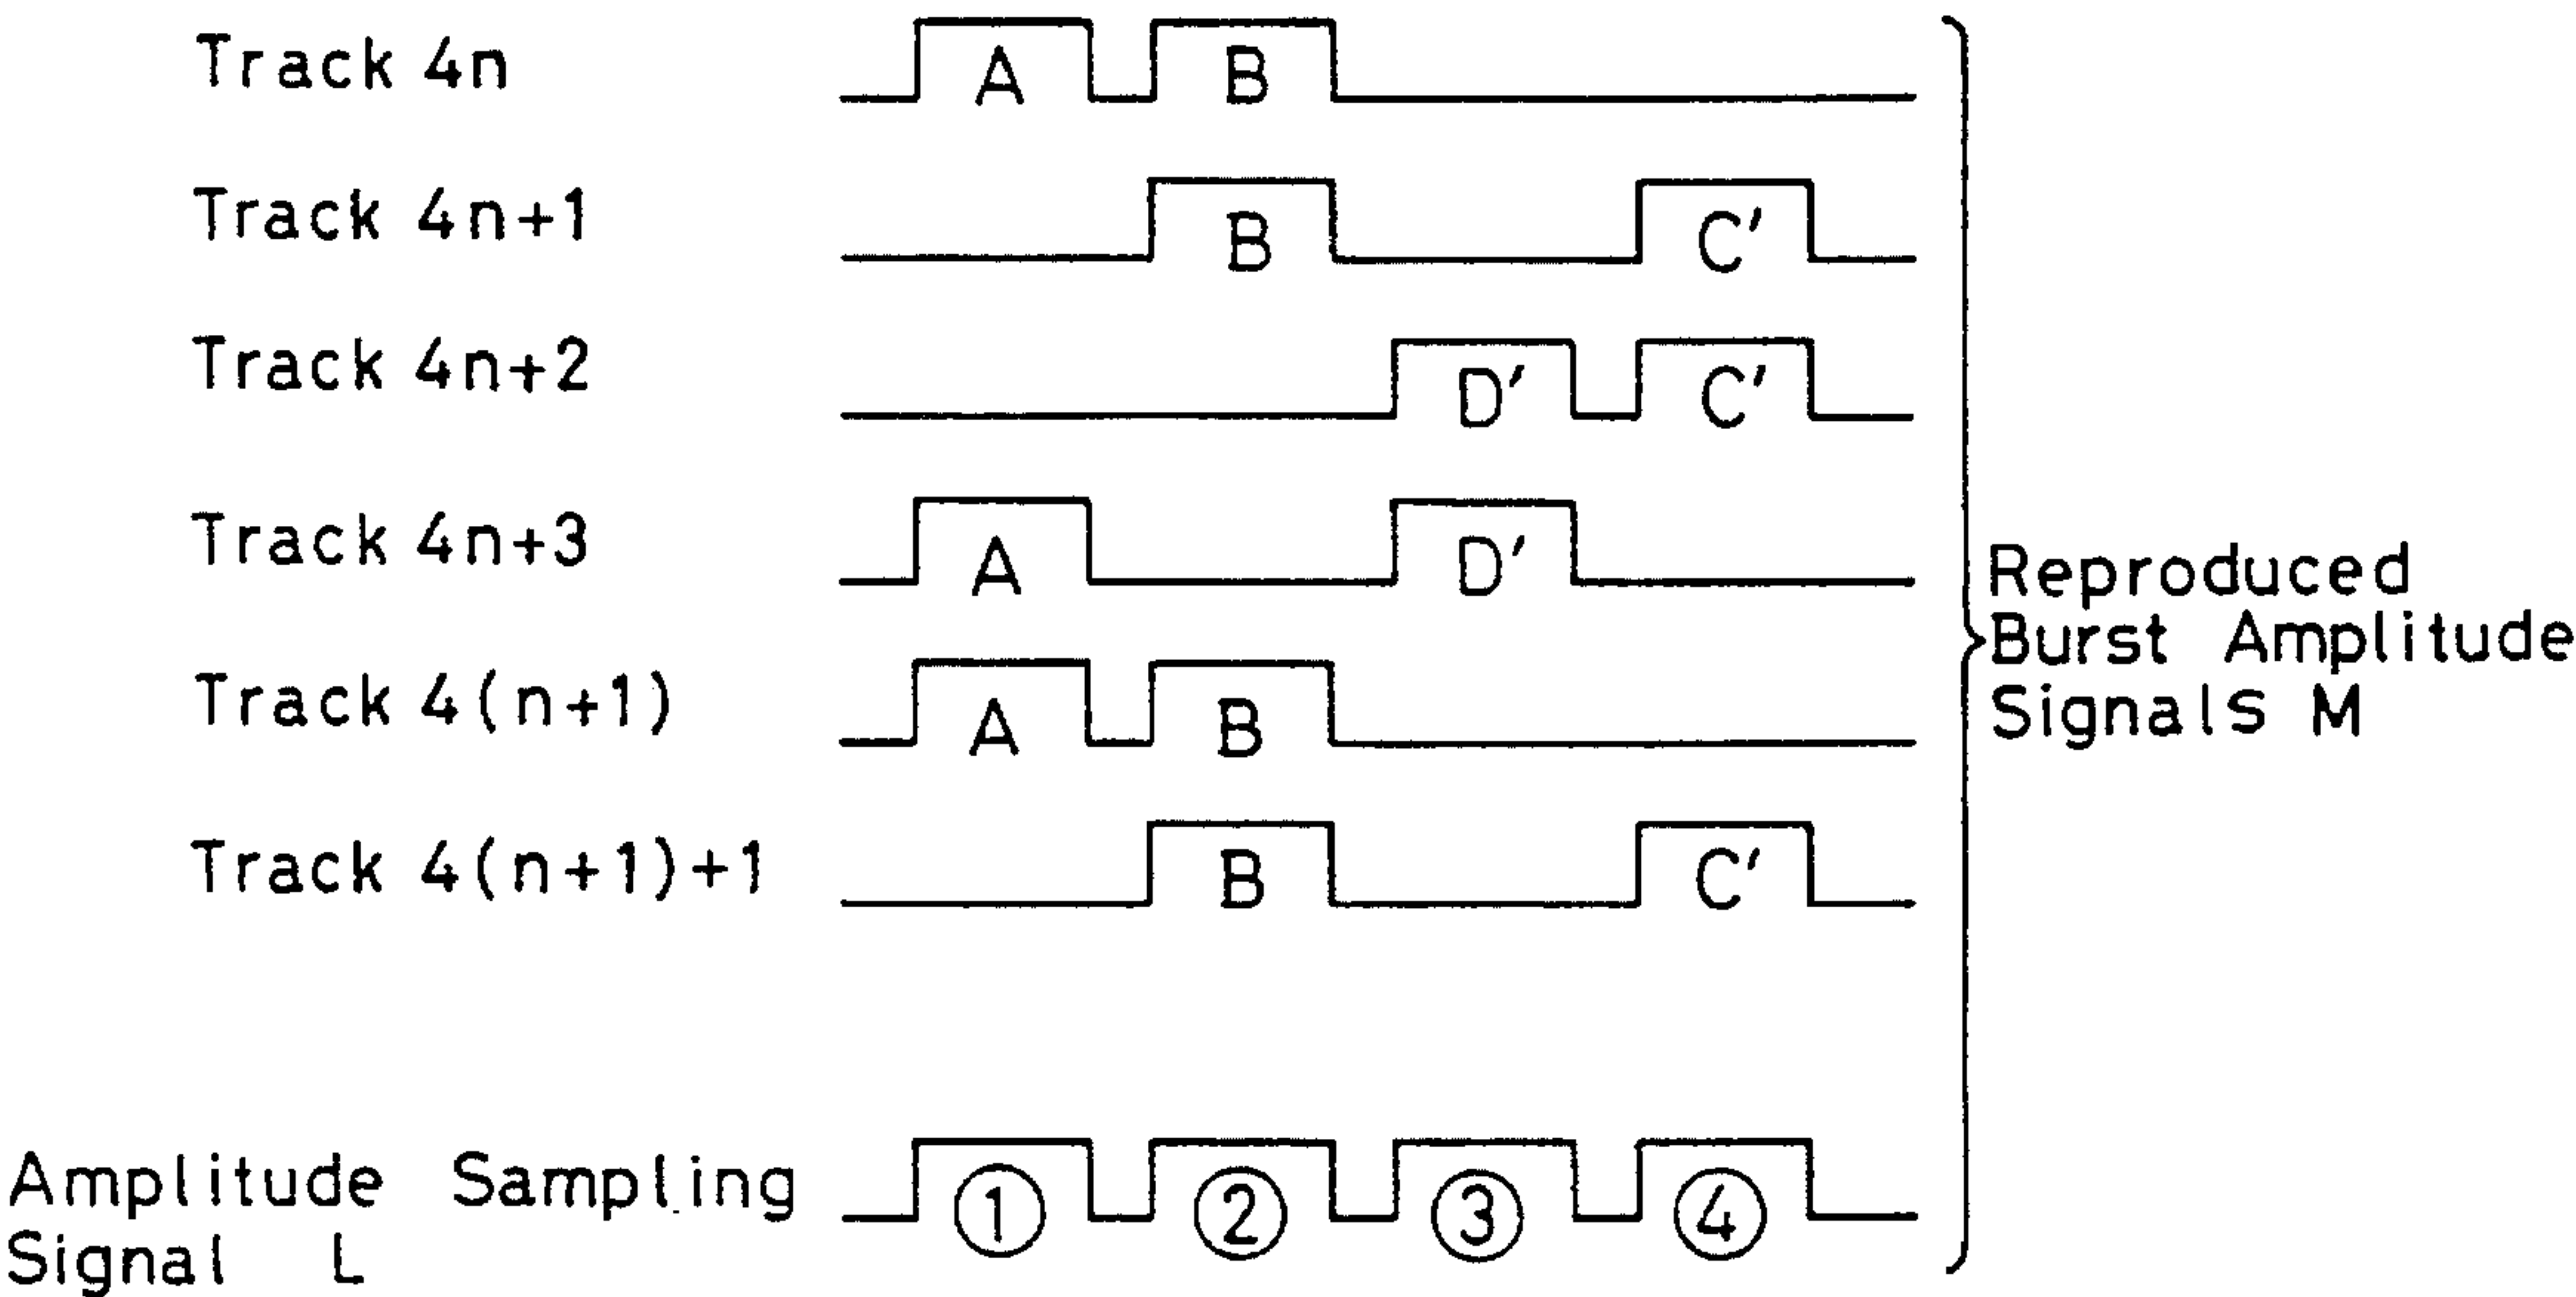 Track 4n A B
Track 4n+1 B C′
Track 4n+2 D′ C′
Track 4n+3 A D′
Track 4(n+1) A B
Track 4(n+1)+1 B C′
Reproduced
Burst Amplitude
Signals M
Amplitude Sampling
Signal L
① ② ③ ④